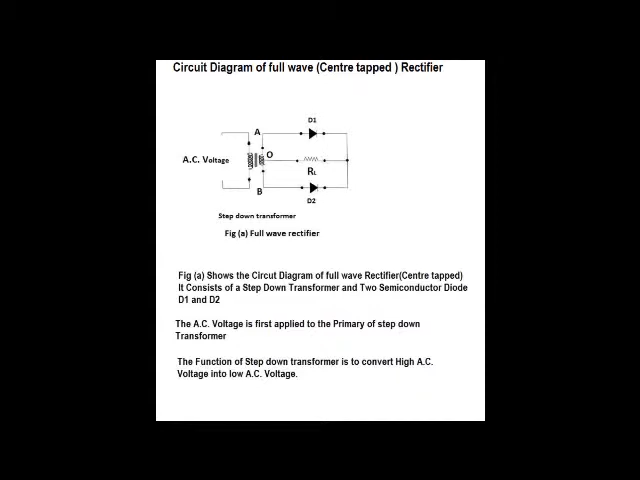 Circuit Diagram of full wave (Centre tapped ) Rectifier
D1
A
O
A.C. Voltage
RL
B
D2
Step down transformer
Fig (a) Full wave rectifier
Fig (a) Shows the Circut Diagram of full wave Rectifier(Centre tapped)
It Consists of a Step Down Transformer and Two Semiconductor Diode
D1 and D2
The A.C. Voltage is first applied to the Primary of step down
Transformer
The Function of Step down transformer is to convert High A.C.
Voltage into low A.C. Voltage.